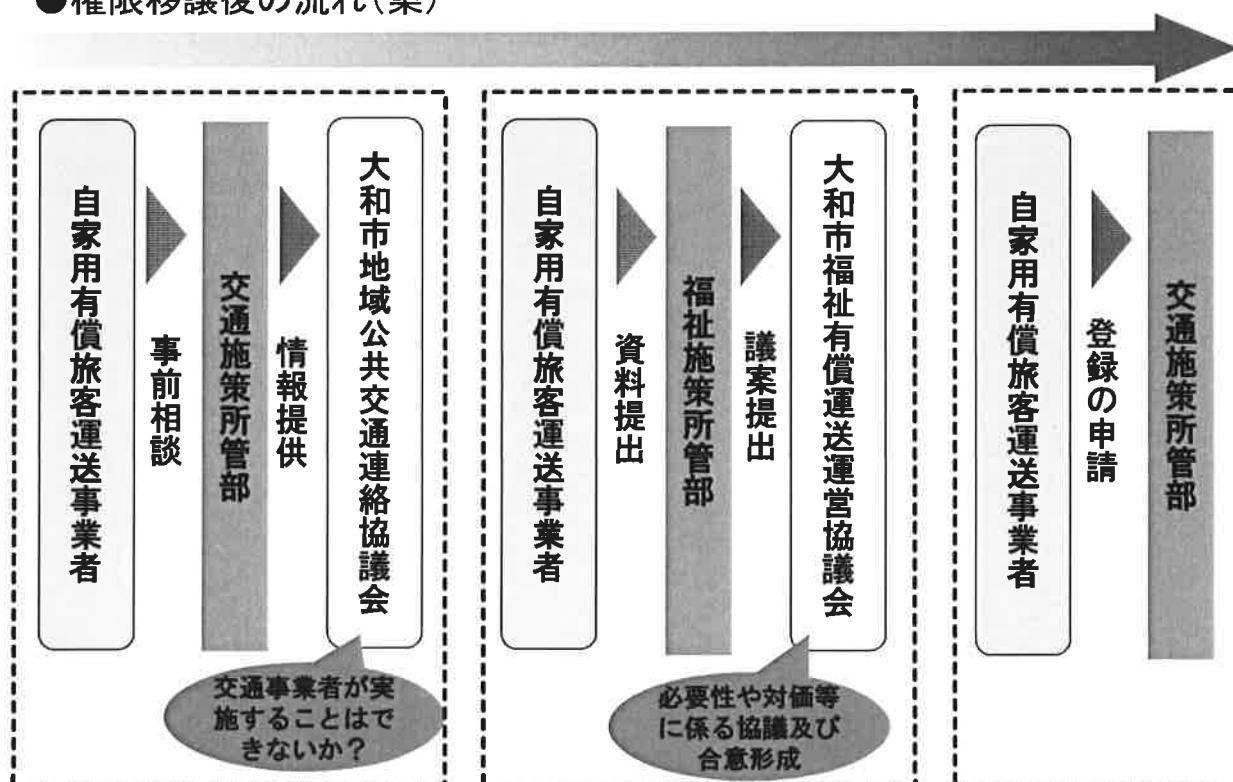 ●権限移譲後の流れ(案)
自家用有償旅客運送事業者
事前相談
交通施策所管部
情報提供
大和市地域公共交通連絡協議会
交通事業者が実
施することはで
きないか？
自家用有償旅客運送事業者
資料提出
福祉施策所管部
議案提出
大和市福祉有償運送運営協議会
必要性や対価等
に係る協議及び
合意形成
自家用有償旅客運送事業者
登録の申請
交通施策所管部